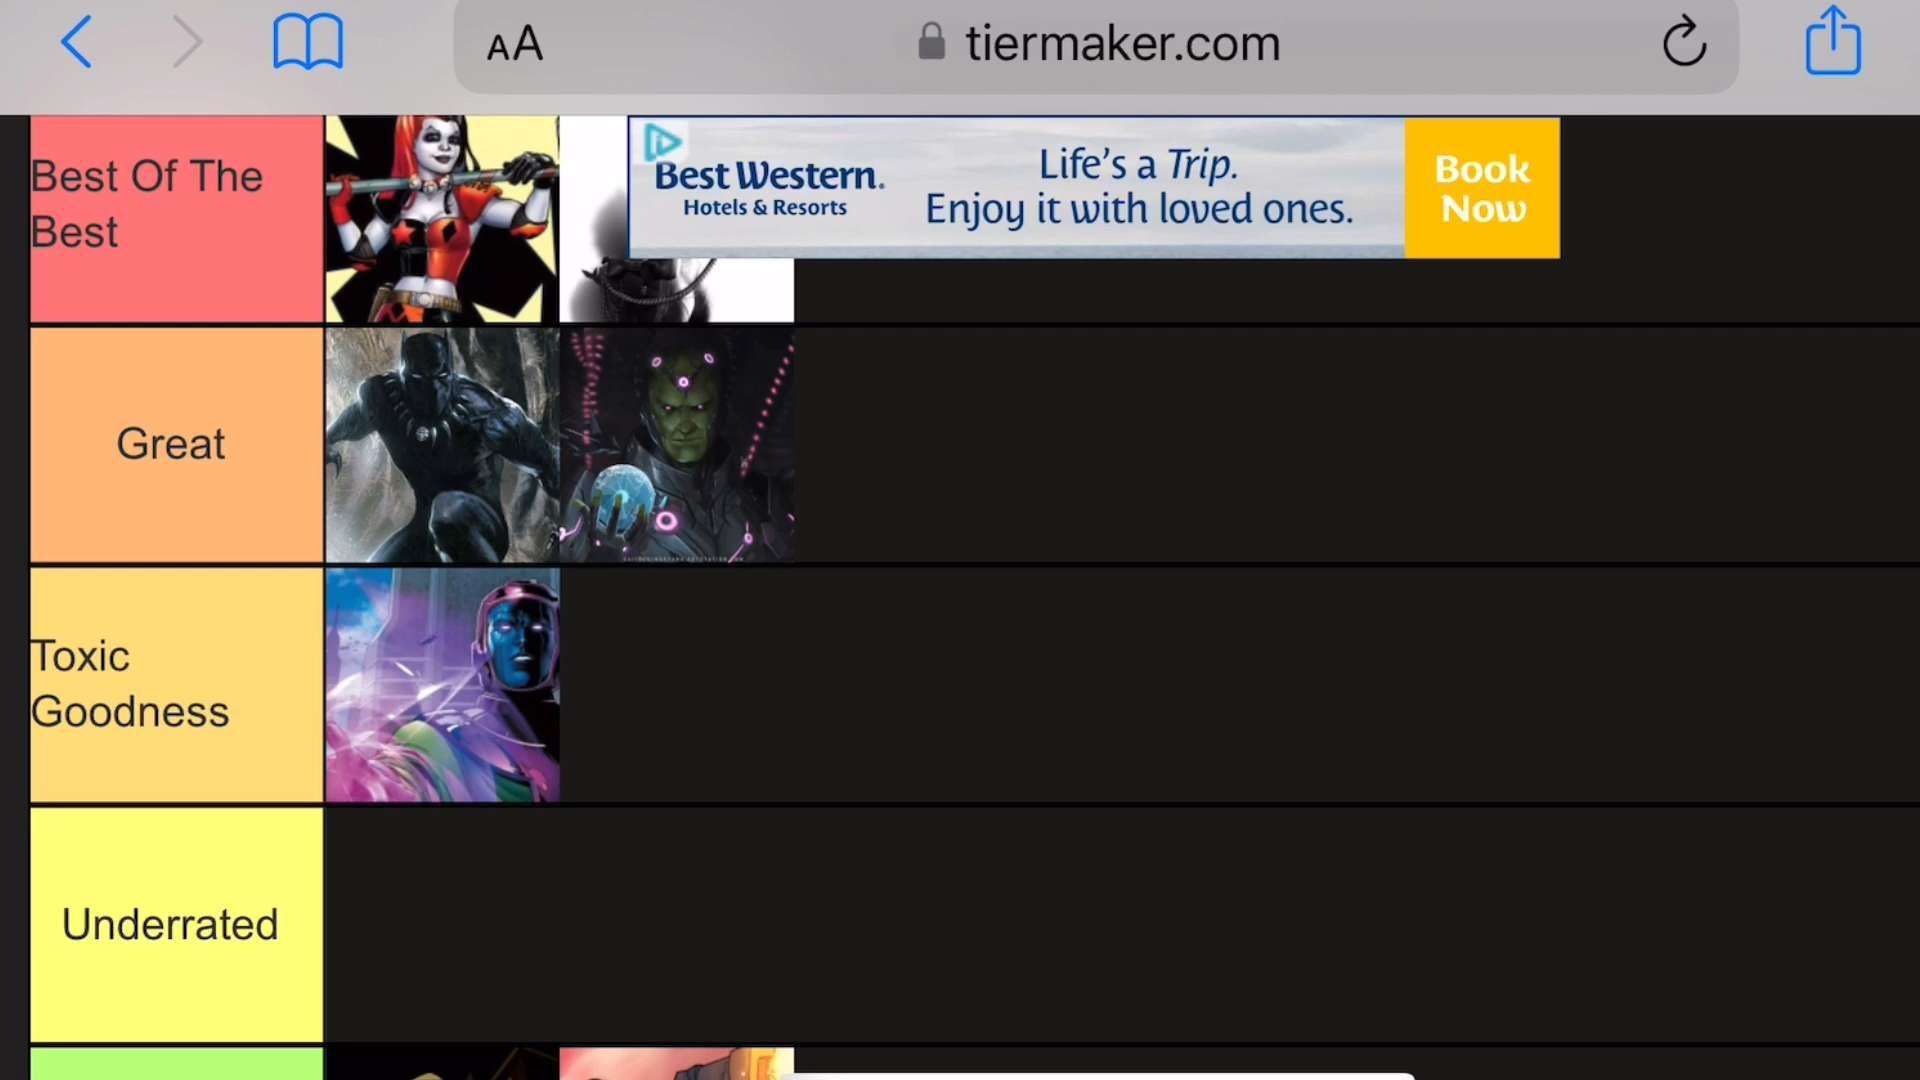 AA
tiermaker.com
Best Of The
Best
Best Western.
Hotels & Resorts
Life's a Trip.
Enjoy it with loved ones.
Book
Now
Great
Toxic
Goodness
Underrated